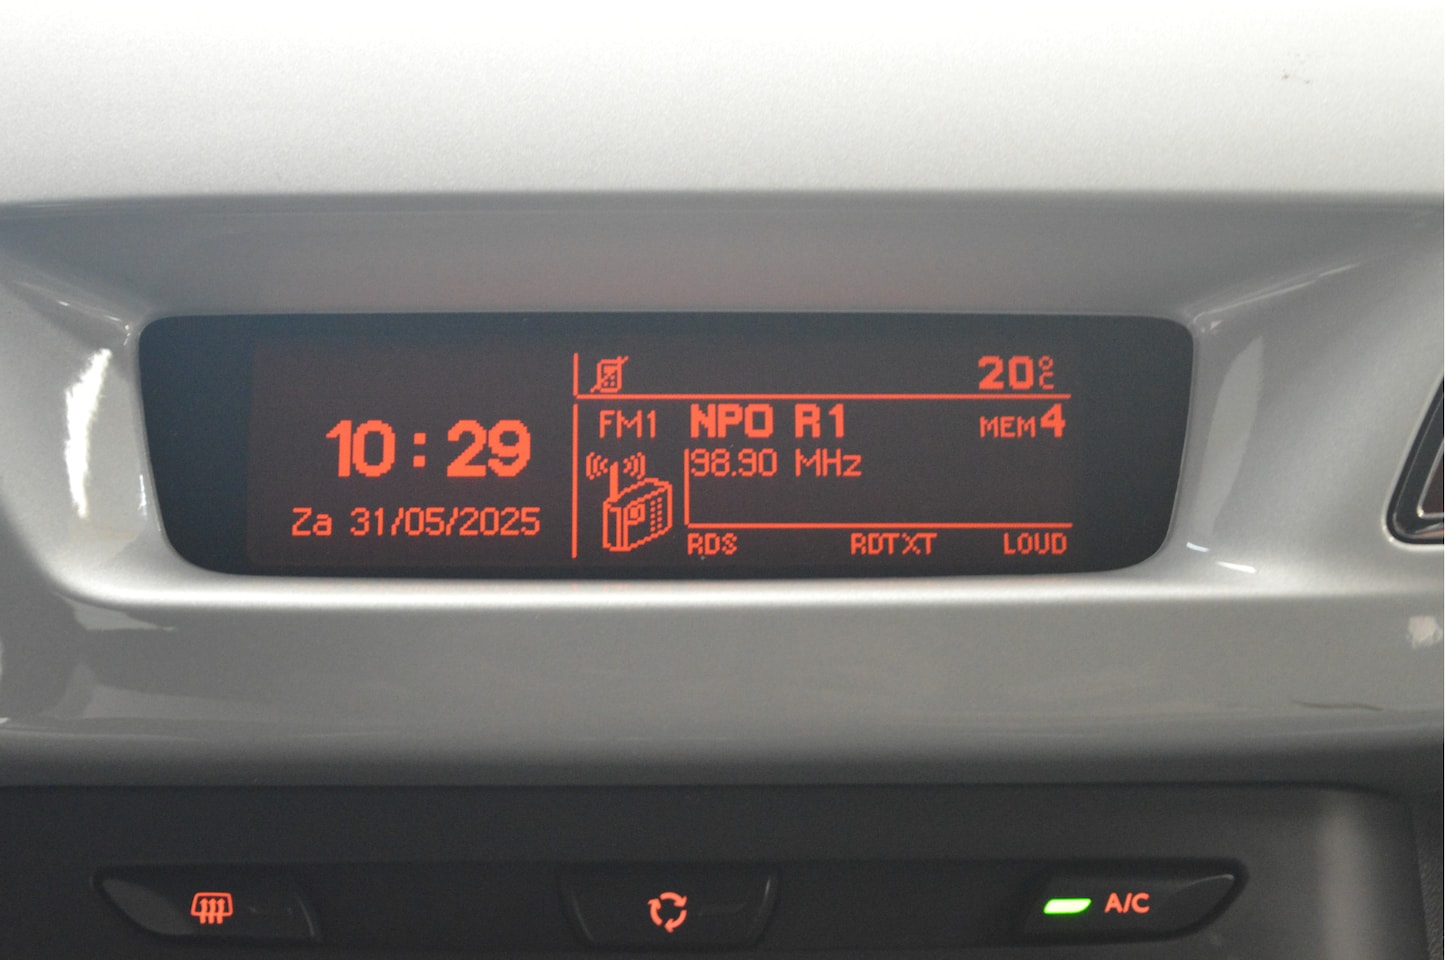 20°C
10:29
Za 31/05/2025
FM1 NPO R1 MEM4
98.90 MHz
RDS RDTXT LOUD
A/C